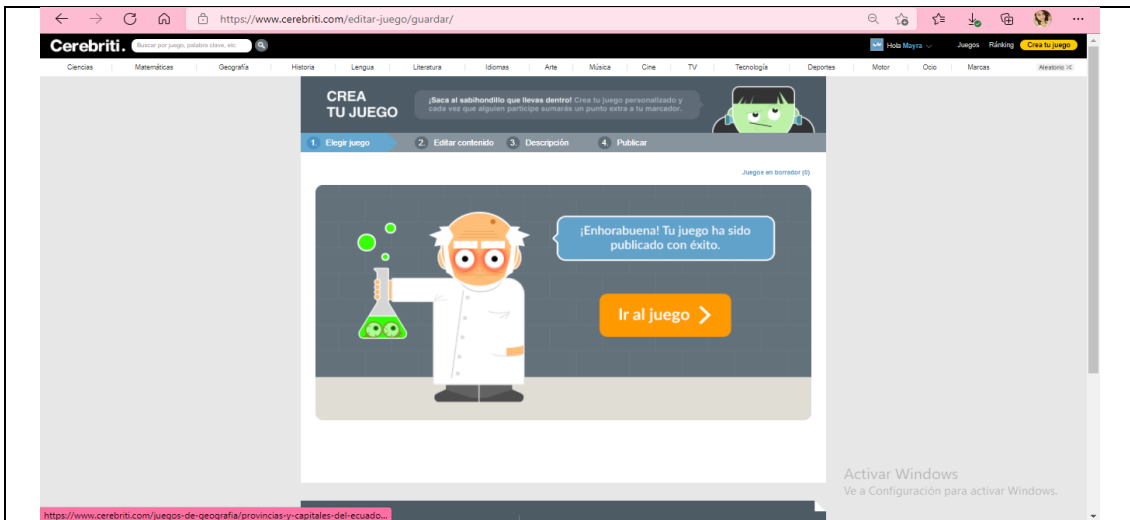 https://www.cerebriti.com/editar-juego/guardar/
Cerebriti.
Buscar por juego, palabra clave, etc
Hola Mayra
Juegos
Ránking
Crea tu juego
Ciencias
Matemáticas
Geografía
Historia
Lengua
Literatura
Idiomas
Arte
Música
Cine
TV
Tecnología
Deportes
Motor
Ocio
Marcas
Aleatorio
CREA
TU JUEGO
¡Saca al sabihondillo que llevas dentro! Crea tu juego personalizado y
cada vez que alguien participe sumarás un punto extra a tu marcador.
1. Elegir juego
2. Editar contenido
3. Descripción
4. Publicar
Juegos en borrador (0)
¡Enhorabuena! Tu juego ha sido
publicado con éxito.
Ir al juego
Activar Windows
Ve a Configuración para activar Windows.
https://www.cerebriti.com/juegos-de-geografia/provincias-y-capitales-del-ecuado...